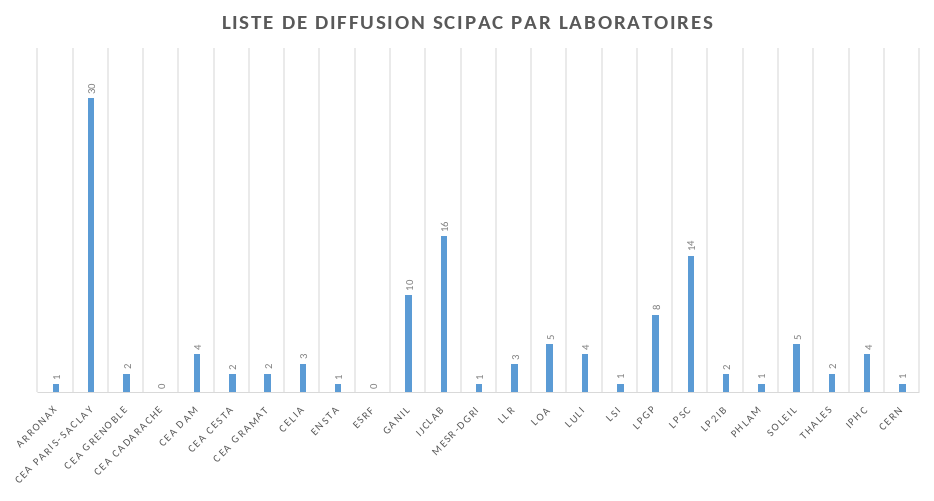 LISTE DE DIFFUSION SCIPAC PAR LABORATOIRES
1
30
2
0
4
2
2
3
1
0
10
16
1
3
5
4
1
8
14
2
1
5
2
4
1
ARRONAX
CEA PARIS-SACLAY
CEA GRENOBLE
CEA CADARACHE
CEA DAM
CEA CESTA
CEA GRAMAT
CELIA
ENSTA
ESRF
GANIL
IJCLAB
MESR-DGRI
LLR
LOA
LULI
LSI
LPGP
LPSC
LP2IB
PHLAM
SOLEIL
THALES
IPHC
CERN